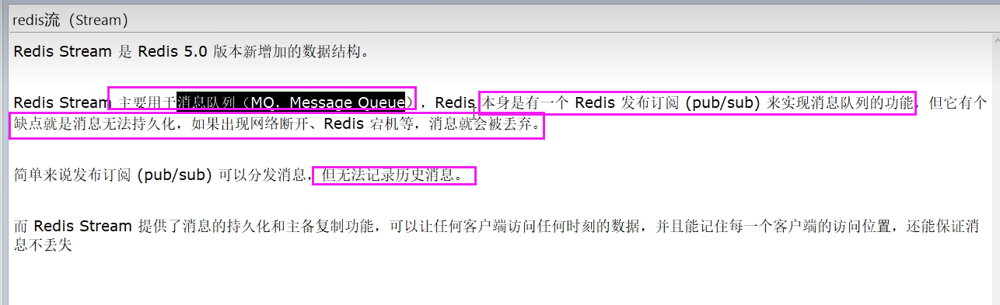 redis流（Stream）
Redis Stream 是 Redis 5.0 版本新增加的数据结构。
Redis Stream 主要用于消息队列（MQ，Message Queue），Redis 本身是有一个 Redis 发布订阅 (pub/sub) 来实现消息队列的功能，但它有个
缺点就是消息无法持久化，如果出现网络断开、Redis 宕机等，消息就会被丢弃。
简单来说发布订阅 (pub/sub) 可以分发消息，但无法记录历史消息。
而 Redis Stream 提供了消息的持久化和主备复制功能，可以让任何客户端访问任何时刻的数据，并且能记住每一个客户端的访问位置，还能保证消
息不丢失